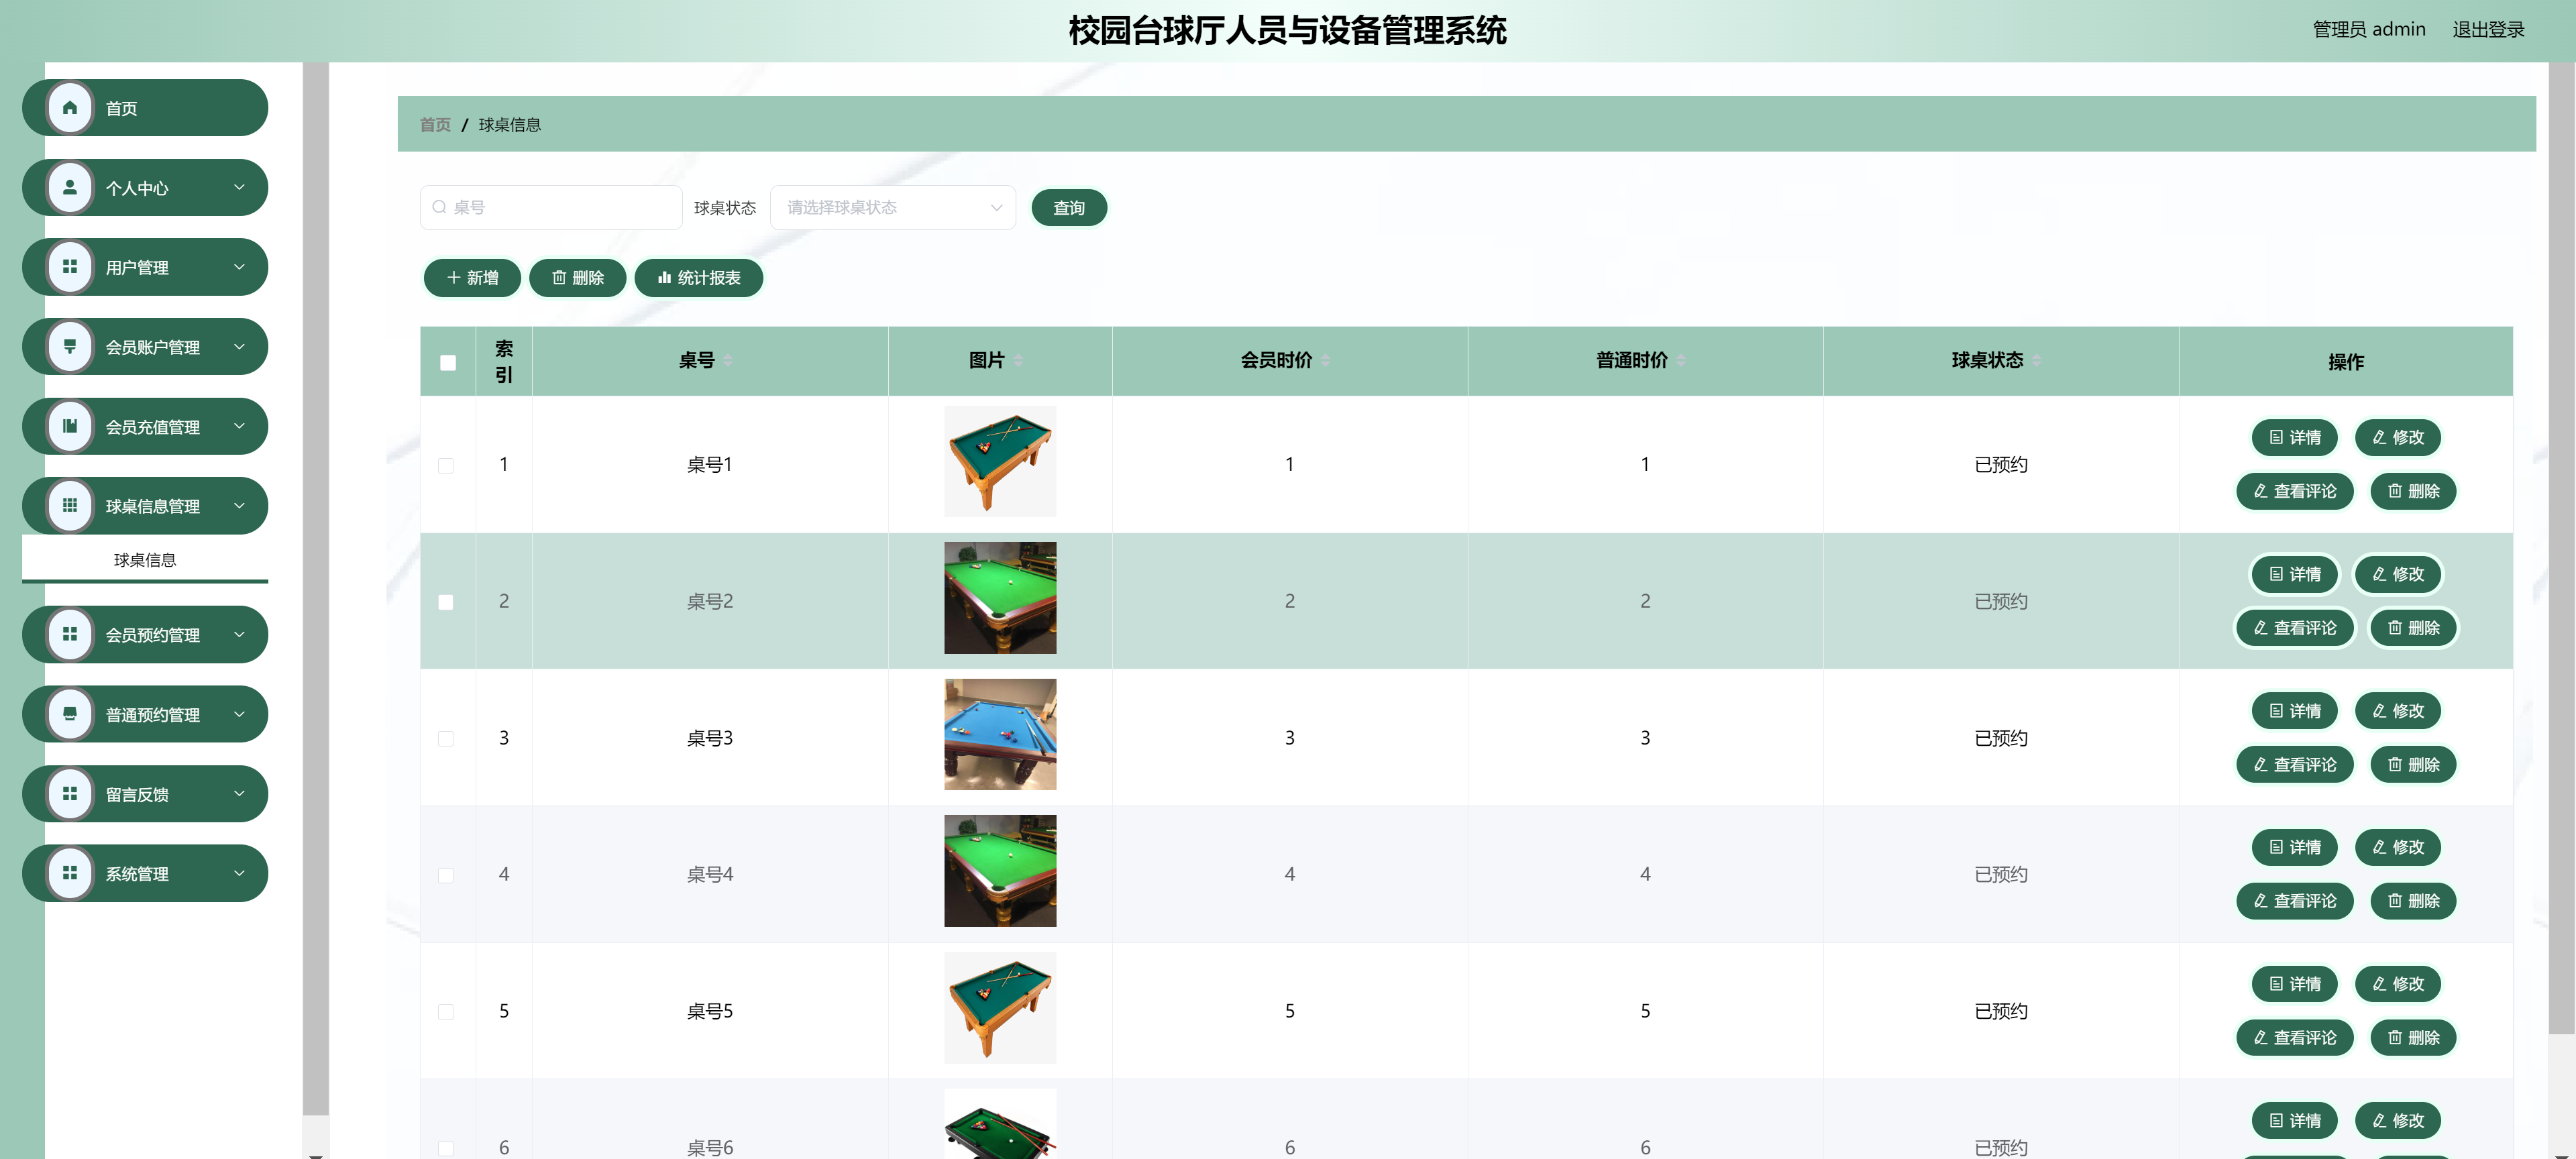 校园台球厅人员与设备管理系统
管理员 admin 退出登录
首页
个人中心
用户管理
会员账户管理
会员充值管理
球桌信息管理
球桌信息
会员预约管理
普通预约管理
留言反馈
系统管理
首页 / 球桌信息
桌号 球桌状态 请选择球桌状态 查询
新增 删除 统计报表
索引 桌号 图片 会员时价 普通时价 球桌状态 操作
1 桌号1 1 1 已预约 详情 修改
查看评论 删除
2 桌号2 2 2 已预约 详情 修改
查看评论 删除
3 桌号3 3 3 已预约 详情 修改
查看评论 删除
4 桌号4 4 4 已预约 详情 修改
查看评论 删除
5 桌号5 5 5 已预约 详情 修改
查看评论 删除
6 桌号6 6 6 已预约 详情 修改